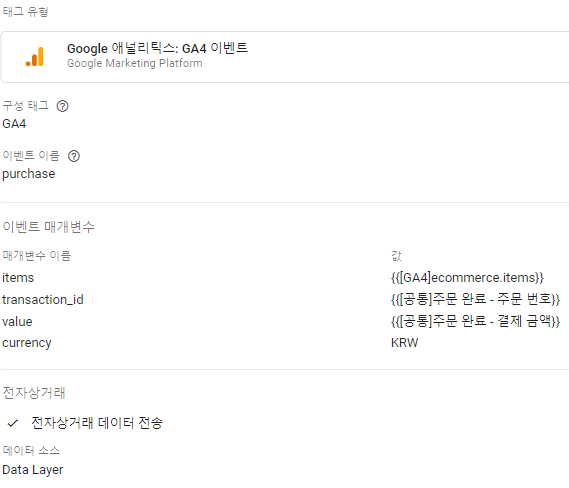 태그 유형
Google 애널리틱스: GA4 이벤트
Google Marketing Platform
구성 태그
GA4
이벤트 이름
purchase
이벤트 매개변수
매개변수 이름 값
items {{[GA4]ecommerce.items}}
transaction_id {{[공통]주문 완료 - 주문 번호}}
value {{[공통]주문 완료 - 결제 금액}}
currency KRW
전자상거래
전자상거래 데이터 전송
데이터 소스
Data Layer